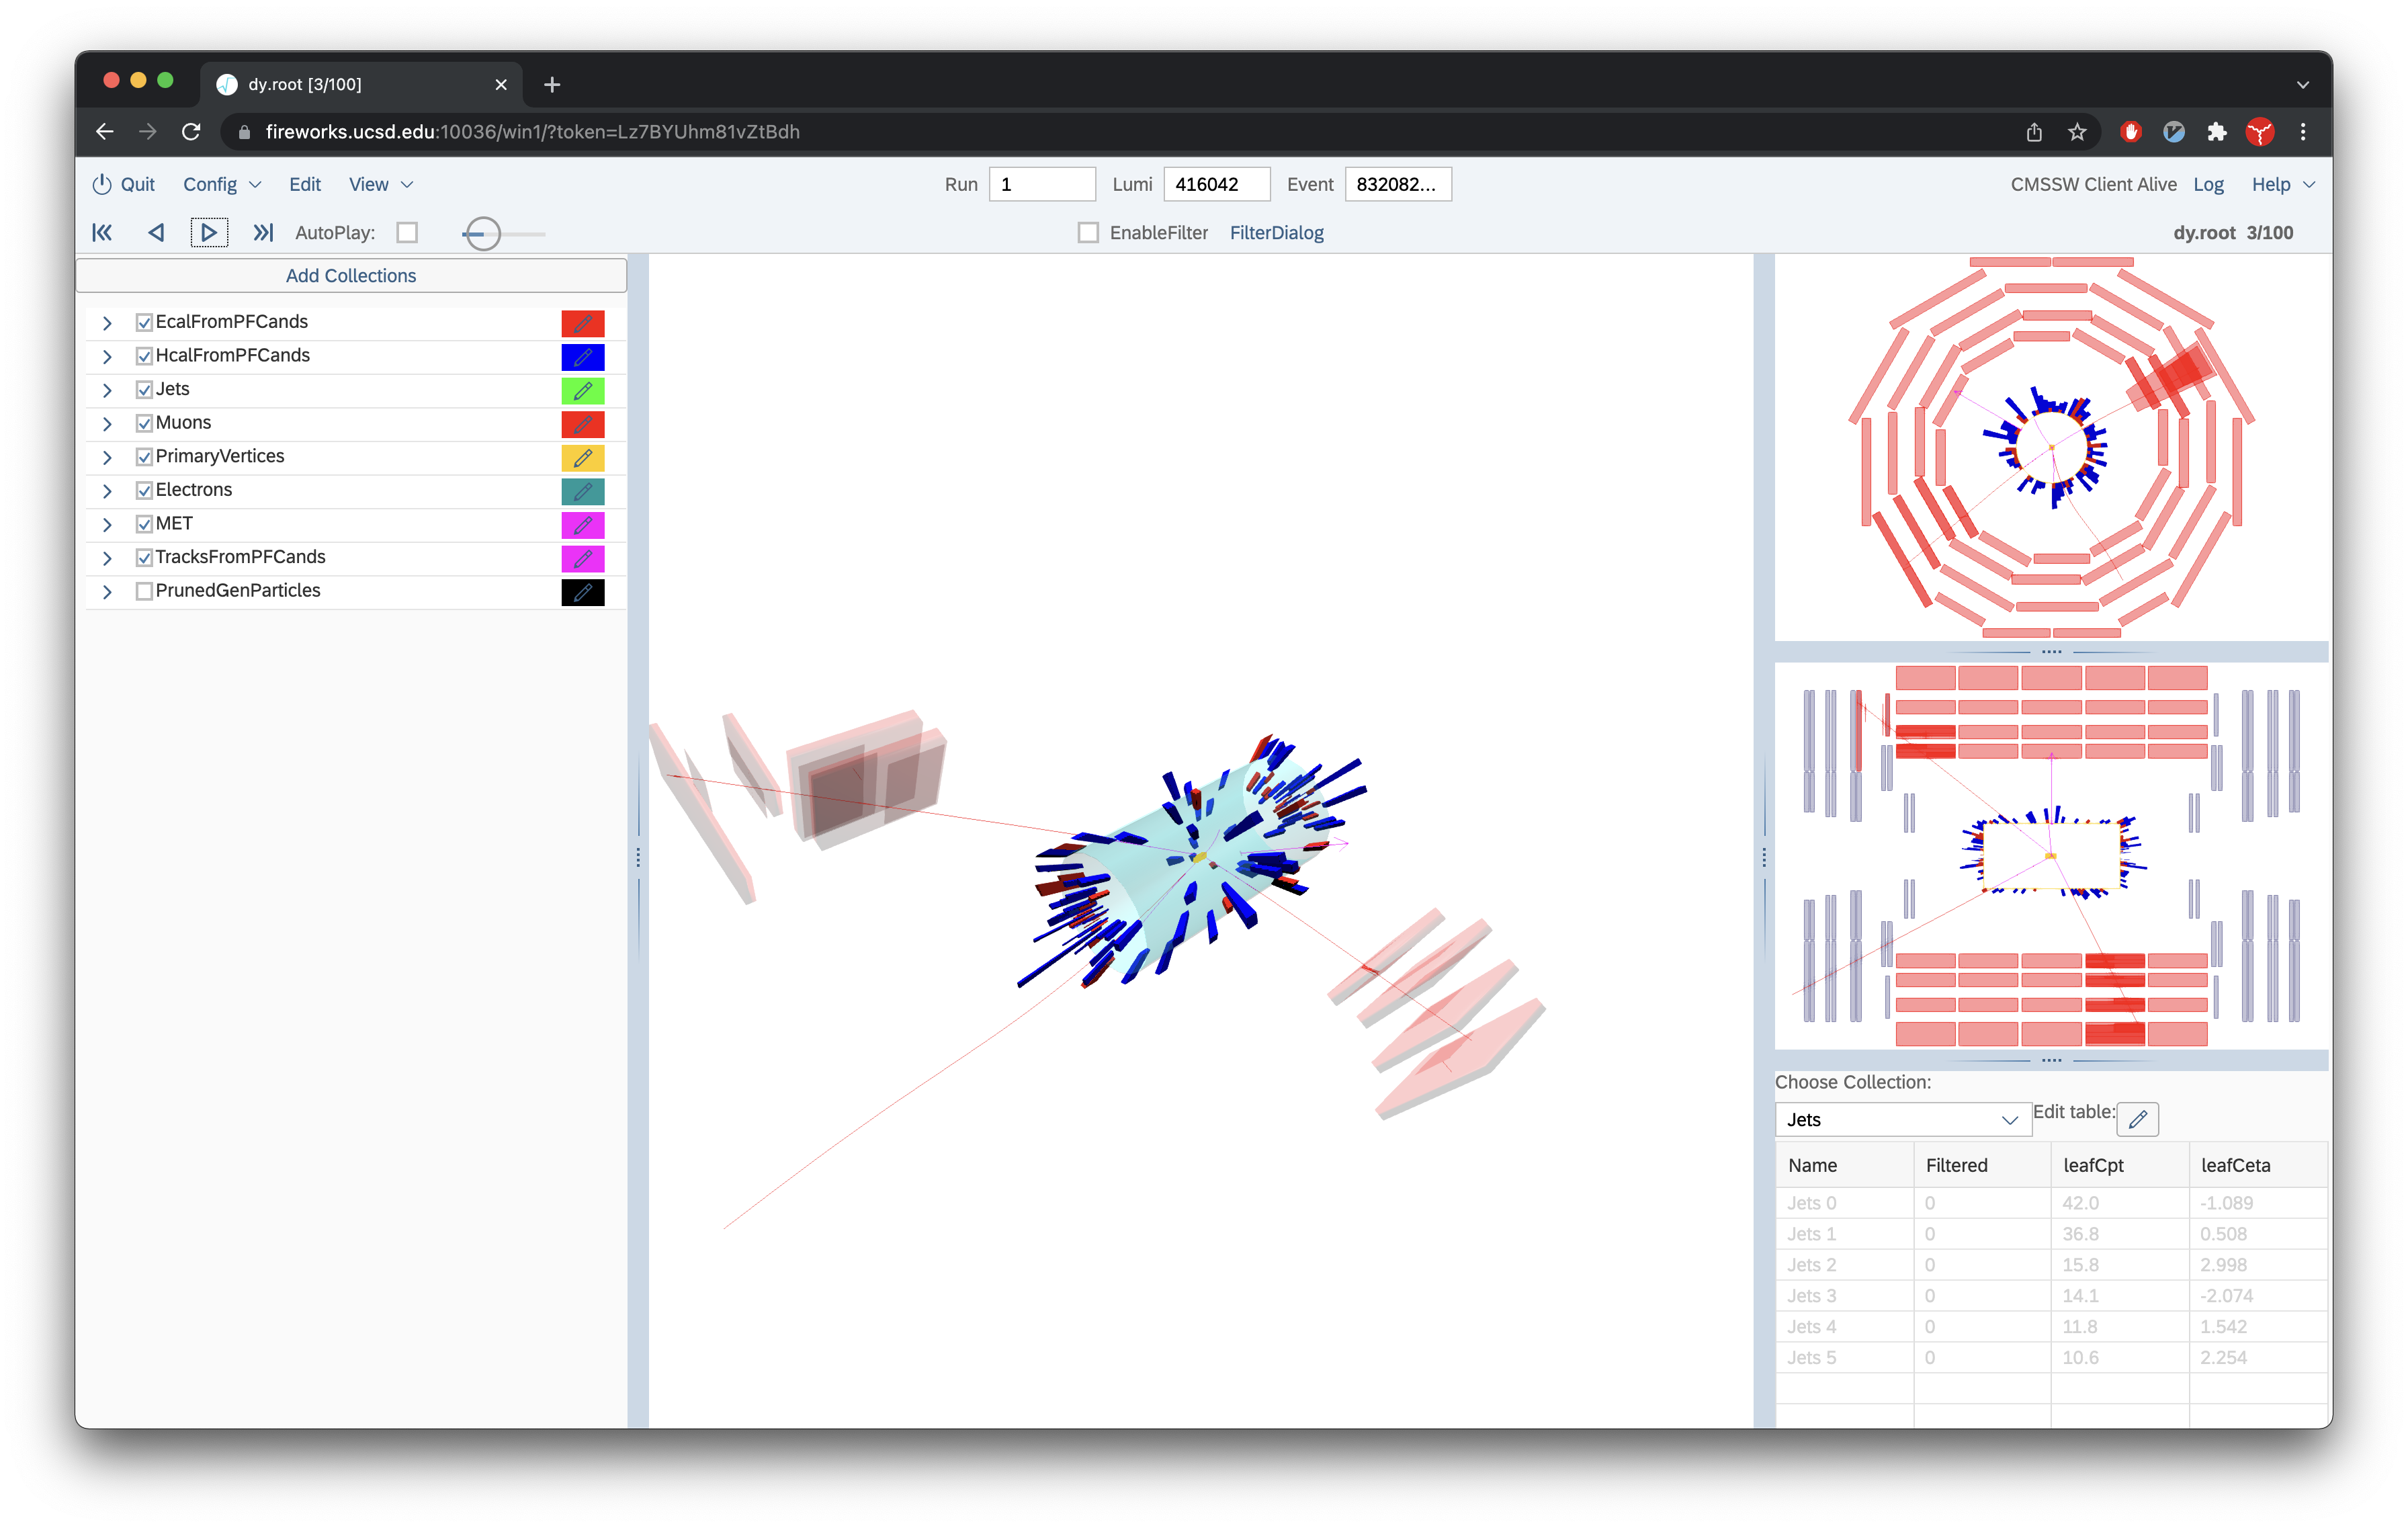 dy.root [3/100]
fireworks.ucsd.edu:10036/win1/?token=Lz7BYUhm81vZtBdh
Quit Config Edit View Run 1 Lumi 416042 Event 832082... CMSSW Client Alive Log Help
AutoPlay: EnableFilter FilterDialog dy.root 3/100
Add Collections
EcalFromPFCands
HcalFromPFCands
Jets
Muons
PrimaryVertices
Electrons
MET
TracksFromPFCands
PrunedGenParticles
Choose Collection:
Jets Edit table:
Name Filtered leafCpt leafCeta
Jets 0 0 42.0 -1.089
Jets 1 0 36.8 0.508
Jets 2 0 15.8 2.998
Jets 3 0 14.1 -2.074
Jets 4 0 11.8 1.542
Jets 5 0 10.6 2.254